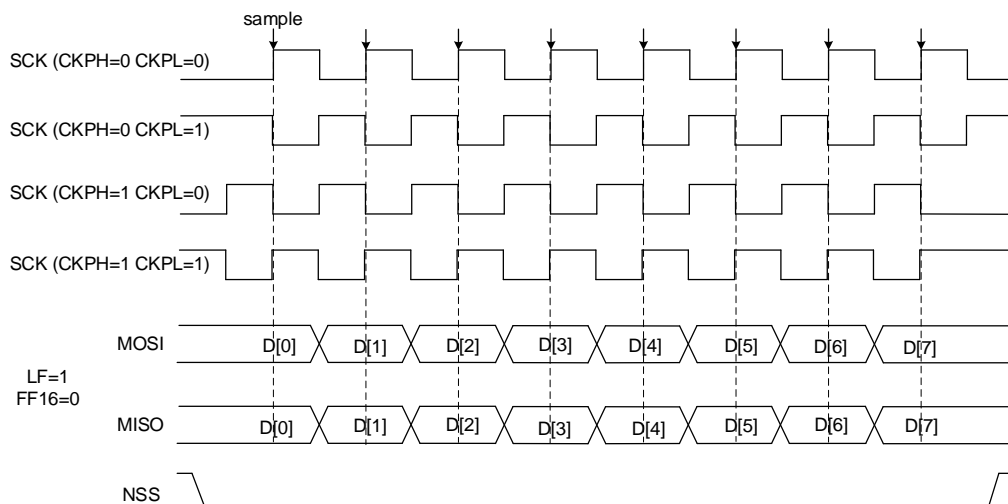 sample
SCK (CKPH=0 CKPL=0)
SCK (CKPH=0 CKPL=1)
SCK (CKPH=1 CKPL=0)
SCK (CKPH=1 CKPL=1)
MOSI
D[0] D[1] D[2] D[3] D[4] D[5] D[6] D[7]
LF=1
FF16=0
MISO
D[0] D[1] D[2] D[3] D[4] D[5] D[6] D[7]
NSS